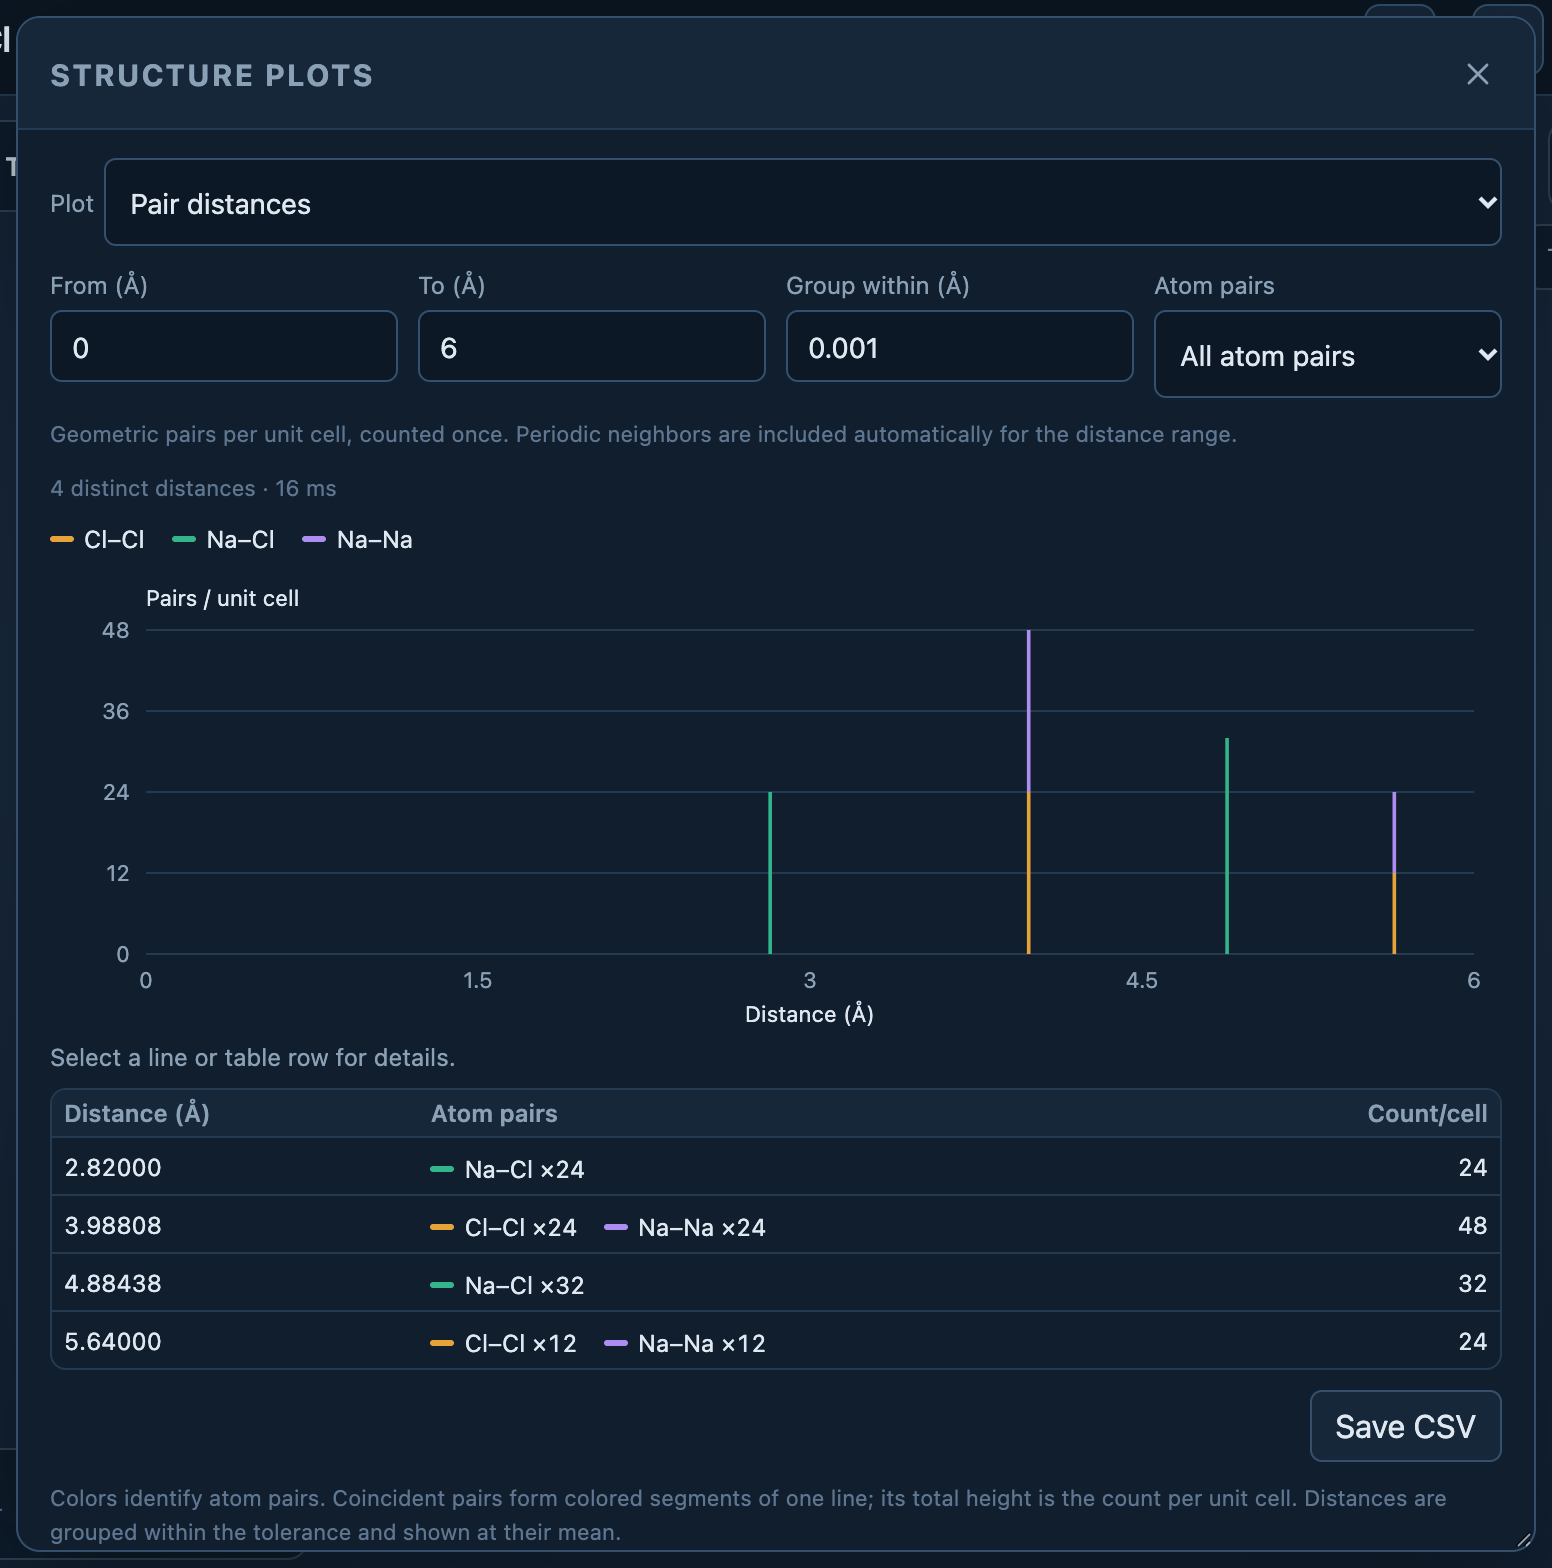 STRUCTURE PLOTS
Plot
Pair distances
From (Å)
To (Å)
Group within (Å)
Atom pairs
0
6
0.001
All atom pairs
Geometric pairs per unit cell, counted once. Periodic neighbors are included automatically for the distance range.
4 distinct distances · 16 ms
Cl–Cl
Na–Cl
Na–Na
Pairs / unit cell
48
36
24
12
0
0
1.5
3
4.5
6
Distance (Å)
Select a line or table row for details.
Distance (Å) Atom pairs Count/cell
2.82000 Na–Cl ×24 24
3.98808 Cl–Cl ×24 Na–Na ×24 48
4.88438 Na–Cl ×32 32
5.64000 Cl–Cl ×12 Na–Na ×12 24
Save CSV
Colors identify atom pairs. Coincident pairs form colored segments of one line; its total height is the count per unit cell. Distances are
grouped within the tolerance and shown at their mean.